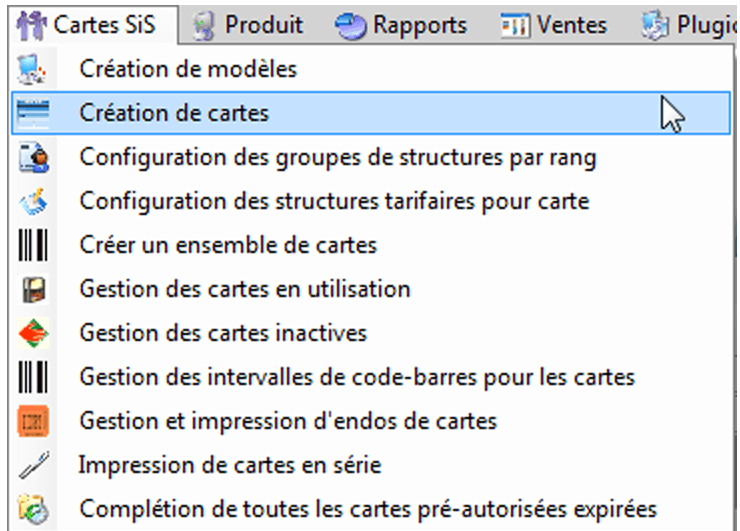 Cartes SiS Produit Rapports Ventes Plugi
Création de modèles
Création de cartes
Configuration des groupes de structures par rang
Configuration des structures tarifaires pour carte
Créer un ensemble de cartes
Gestion des cartes en utilisation
Gestion des cartes inactives
Gestion des intervalles de code-barres pour les cartes
Gestion et impression d'endos de cartes
Impression de cartes en série
Complétion de toutes les cartes pré-autorisées expirées